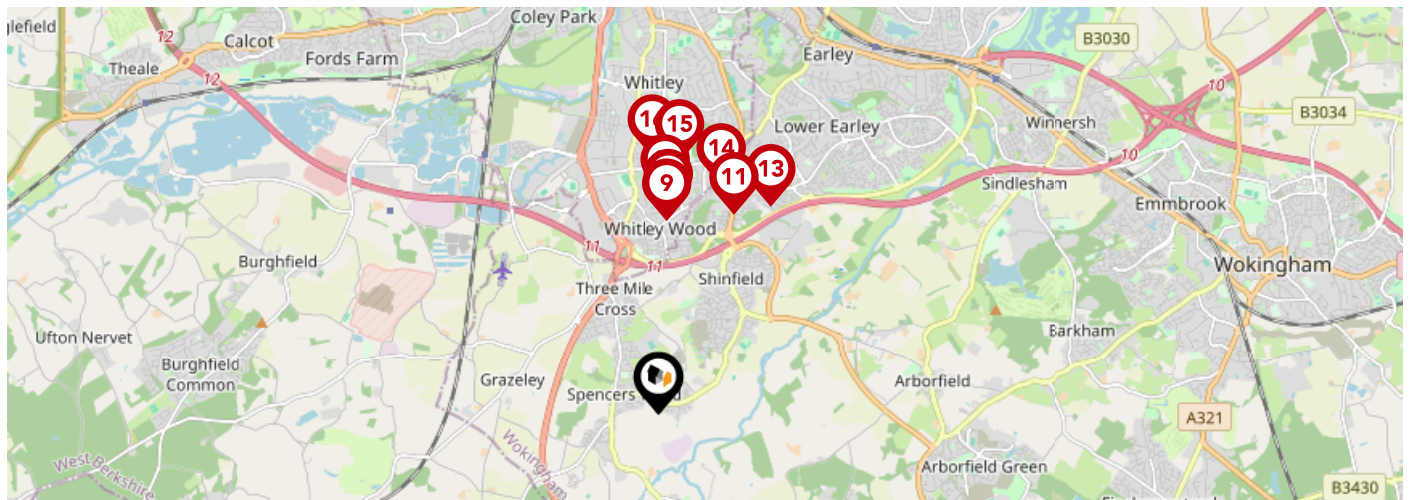 glefield
12
Calcot
Theale
Fords Farm
12
Coley Park
Whitley
Earley
B3030
10
B3034
15
Lower Earley
Winnersh
14
10
9
11
13
Sindlesham
Emmbrook
Whitley Wood
11
11
Burghfield
Shinfield
Wokingham
Three Mile
Cross
Ufton Nervet
Burghfield
Common
Barkham
Grazeley
Spencers
Arborfield
A321
West Berkshire
Wokingham
Arborfield Green
B3430